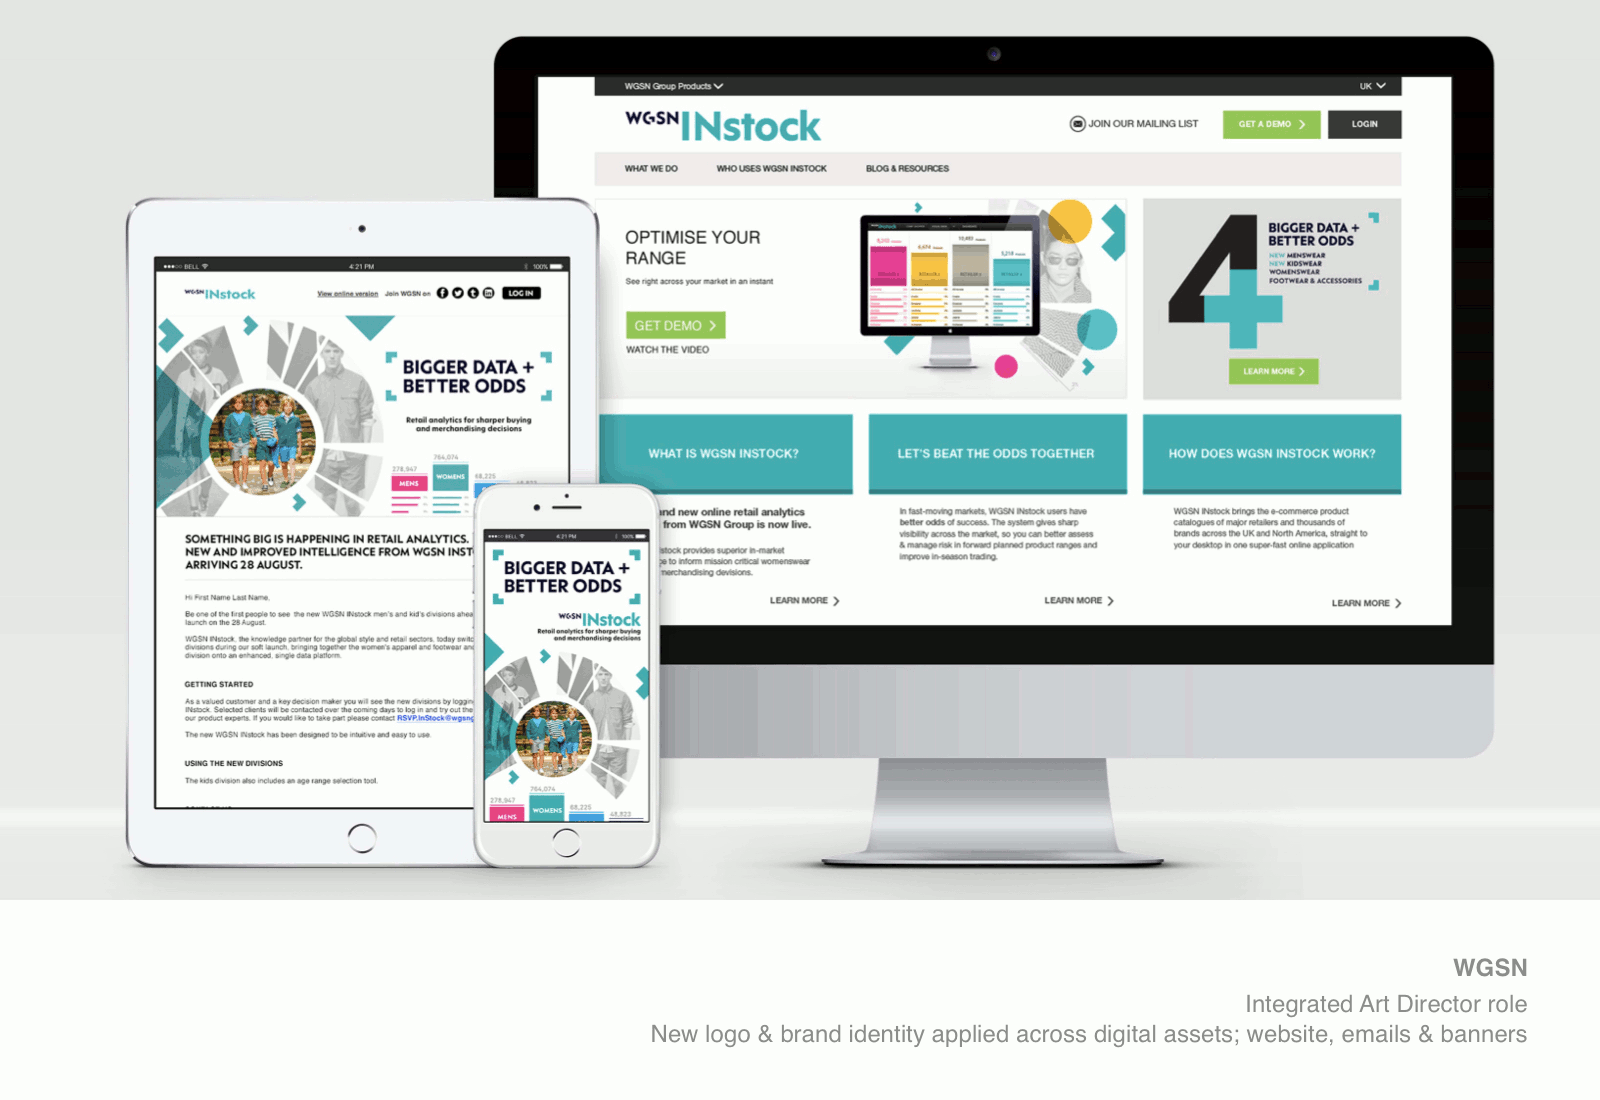 WGSN Group Products
UK
WGSN INstock
JOIN OUR MAILING LIST
GET A DEMO
LOGIN
WHAT WE DO
WHO USES WGSN INSTOCK
BLOG & RESOURCES
OPTIMISE YOUR
RANGE
See right across your market in an instant
GET DEMO
WATCH THE VIDEO
4
BIGGER DATA +
BETTER ODDS
NEW MENSWEAR
NEW KIDSWEAR
WOMENSWEAR
FOOTWEAR & ACCESSORIES
LEARN MORE
WHAT IS WGSN INSTOCK?
nd new online retail analytics
from WGSN Group is now live.
stock provides superior in-market
e to inform mission critical womenswear
merchandising devisions.
LEARN MORE
LET'S BEAT THE ODDS TOGETHER
In fast-moving markets, WGSN INstock users have
better odds of success. The system gives sharp
visibility across the market, so you can better assess
& manage risk in forward planned product ranges and
improve in-season trading.
LEARN MORE
HOW DOES WGSN INSTOCK WORK?
WGSN INstock brings the e-commerce product
catalogues of major retailers and thousands of
brands across the UK and North America, straight to
your desktop in one super-fast online application
LEARN MORE
BELL
4:21 PM
100%
WGSN INstock
View online version
Join WGSN on
LOG IN
BIGGER DATA +
BETTER ODDS
Retail analytics for sharper buying
and merchandising decisions
278,947
MENS
764,074
WOMENS
68,225
SOMETHING BIG IS HAPPENING IN RETAIL ANALYTICS.
NEW AND IMPROVED INTELLIGENCE FROM WGSN INST
ARRIVING 28 AUGUST.
Hi First Name Last Name,
Be one of the first people to see the new WGSN INstock men's and kid's divisions ahea
launch on the 28 August.
WGSN INstock, the knowledge partner for the global style and retail sectors, today switc
divisions during our soft launch, bringing together the women's apparel and footwear an
division onto an enhanced, single data platform.
GETTING STARTED
As a valued customer and a key decision maker you will see the new divisions by loggin
INstock. Selected clients will be contacted over the coming days to log in and try out the
our product experts. If you would like to take part please contact RSVP.InStock@wgsng
The new WGSN INstock has been designed to be intuitive and easy to use.
USING THE NEW DIVISIONS
The kids division also includes an age range selection tool.
BELL
4:21 PM
100%
BIGGER DATA +
BETTER ODDS
WGSN INstock
Retail analytics for sharper buying
and merchandising decisions
278,947
MENS
764,074
WOMENS
68,225
48,822
WGSN
Integrated Art Director role
New logo & brand identity applied across digital assets; website, emails & banners